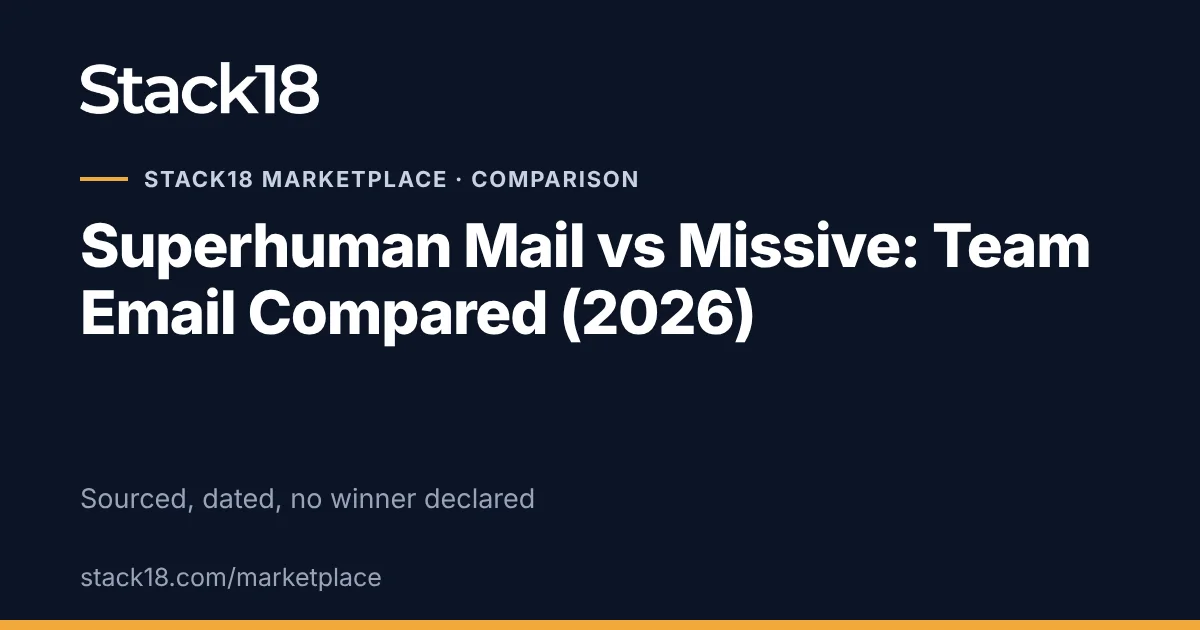 Stack18
STACK18 MARKETPLACE · COMPARISON
Superhuman Mail vs Missive: Team
Email Compared (2026)
Sourced, dated, no winner declared
stack18.com/marketplace